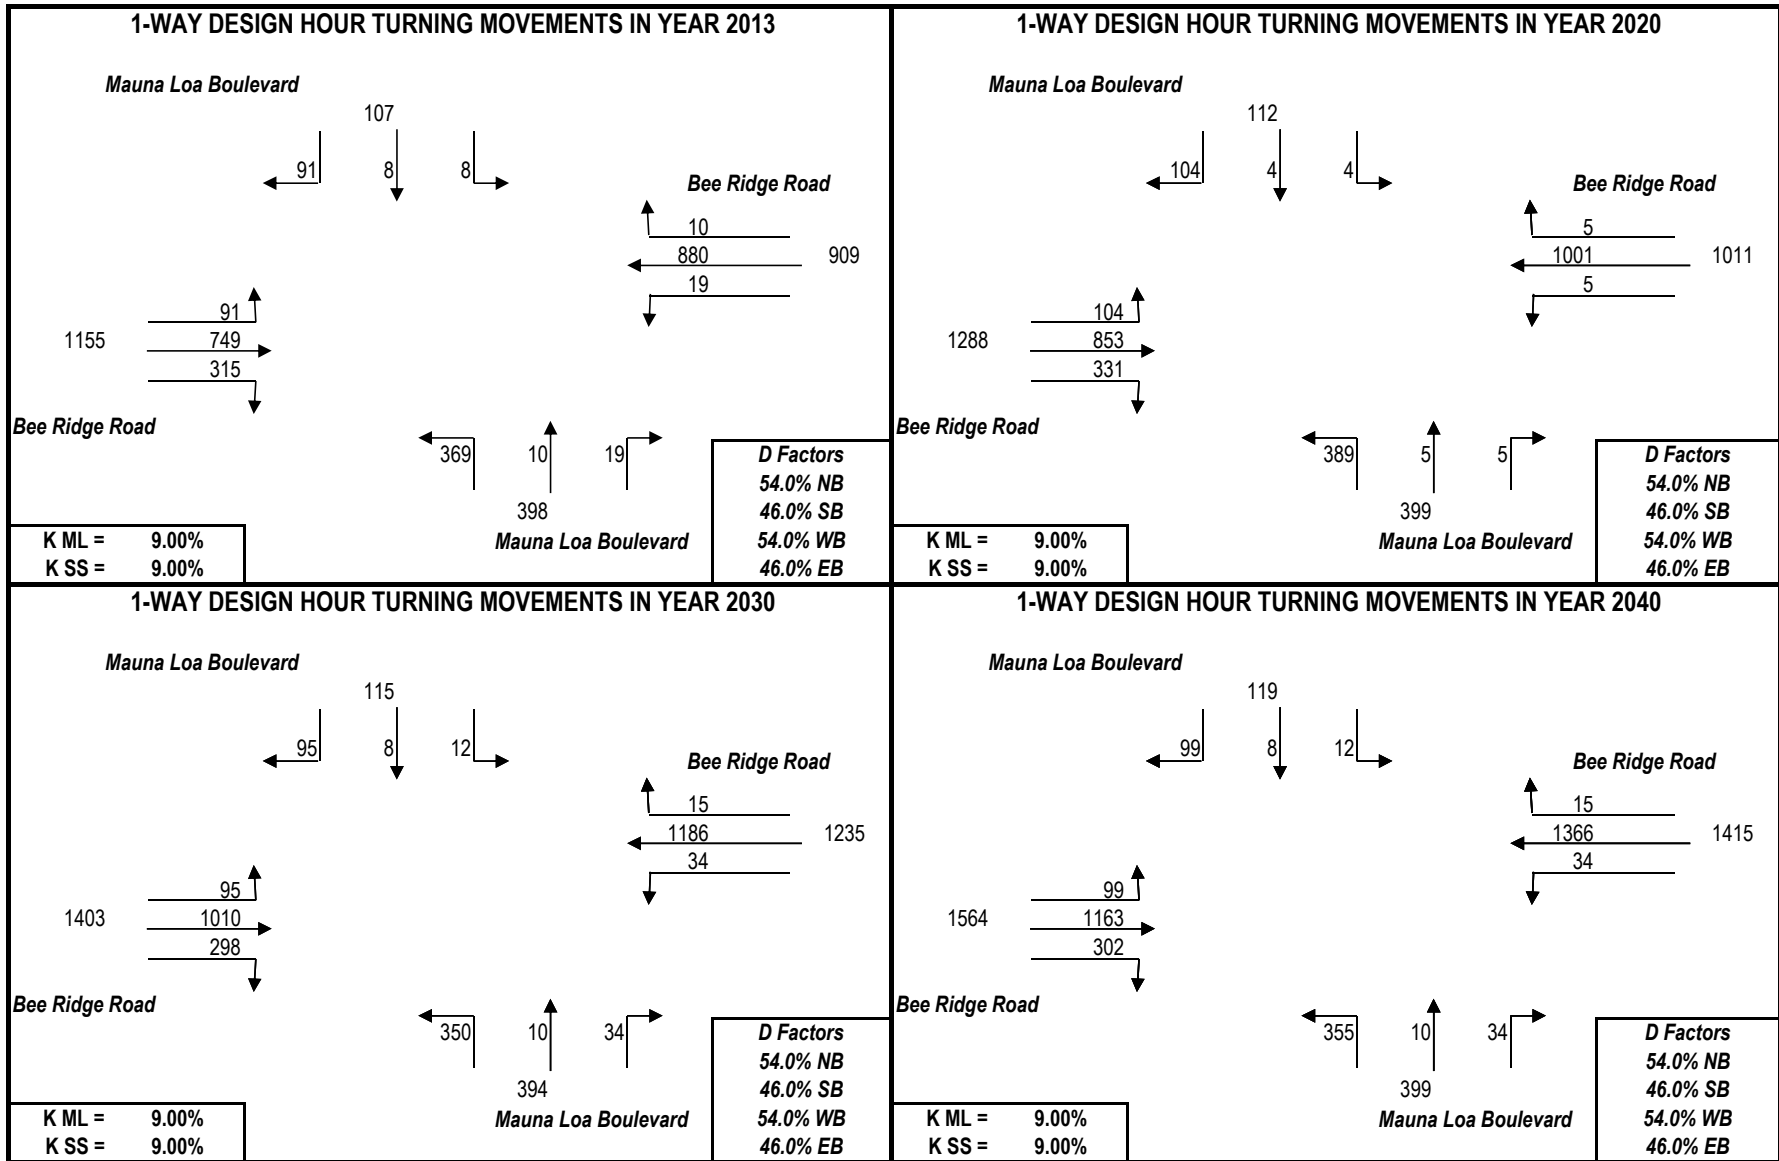 1-WAY DESIGN HOUR TURNING MOVEMENTS IN YEAR 2013
Mauna Loa Boulevard
107
91 8 8
Bee Ridge Road
10
880 909
19
91
1155 749
315
Bee Ridge Road
369 10 19
398
Mauna Loa Boulevard
D Factors
54.0% NB
46.0% SB
54.0% WB
46.0% EB
K ML = 9.00%
K SS = 9.00%
1-WAY DESIGN HOUR TURNING MOVEMENTS IN YEAR 2020
Mauna Loa Boulevard
112
104 4 4
Bee Ridge Road
5
1001 1011
5
104
1288 853
331
Bee Ridge Road
389 5 5
399
Mauna Loa Boulevard
D Factors
54.0% NB
46.0% SB
54.0% WB
46.0% EB
K ML = 9.00%
K SS = 9.00%
1-WAY DESIGN HOUR TURNING MOVEMENTS IN YEAR 2030
Mauna Loa Boulevard
115
95 8 12
Bee Ridge Road
15
1186 1235
34
95
1403 1010
298
Bee Ridge Road
350 10 34
394
Mauna Loa Boulevard
D Factors
54.0% NB
46.0% SB
54.0% WB
46.0% EB
K ML = 9.00%
K SS = 9.00%
1-WAY DESIGN HOUR TURNING MOVEMENTS IN YEAR 2040
Mauna Loa Boulevard
119
99 8 12
Bee Ridge Road
15
1366 1415
34
99
1564 1163
302
Bee Ridge Road
355 10 34
399
Mauna Loa Boulevard
D Factors
54.0% NB
46.0% SB
54.0% WB
46.0% EB
K ML = 9.00%
K SS = 9.00%